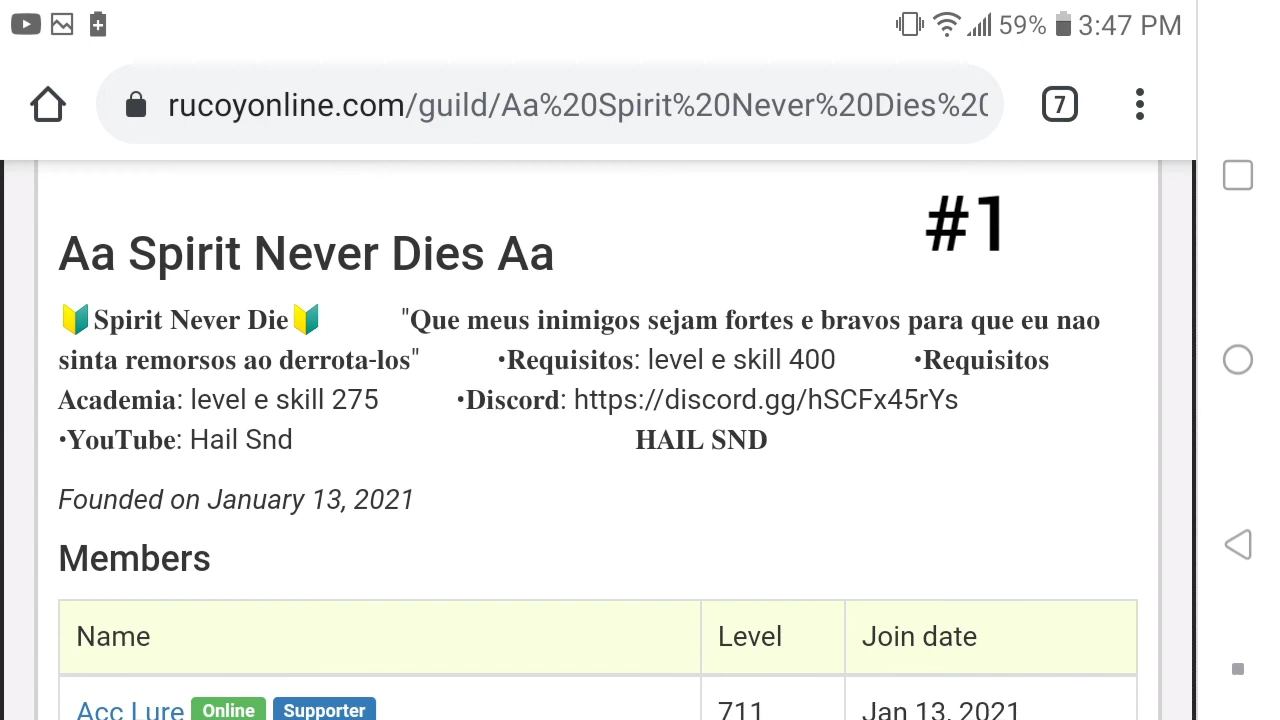 59% 3:47 PM
rucoyonline.com/guild/Aa%20Spirit%20Never%20Dies%20
7
#1
Aa Spirit Never Dies Aa
🔰Spirit Never Die🔰 "Que meus inimigos sejam fortes e bravos para que eu nao
sinta remorsos ao derrota-los" •Requisitos: level e skill 400 •Requisitos
Academia: level e skill 275 •Discord: https://discord.gg/hSCFx45rYs
•YouTube: Hail Snd HAIL SND
Founded on January 13, 2021
Members
Name Level Join date
Acc Lure Online Supporter 711 Jan 13, 2021